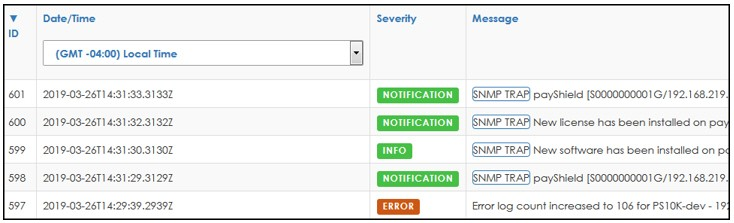 ▼ ID Date/Time Severity Message
(GMT -04:00) Local Time
601 2019-03-26T14:31:33.3133Z NOTIFICATION SNMP TRAP payShield [S0000000001G/192.168.219.
600 2019-03-26T14:31:32.3132Z NOTIFICATION SNMP TRAP New license has been installed on pay
599 2019-03-26T14:31:30.3130Z INFO SNMP TRAP New software has been installed on pa
598 2019-03-26T14:31:29.3129Z NOTIFICATION SNMP TRAP payShield [S0000000001G/192.168.219.
597 2019-03-26T14:29:39.2939Z ERROR Error log count increased to 106 for PS10K-dev - 192